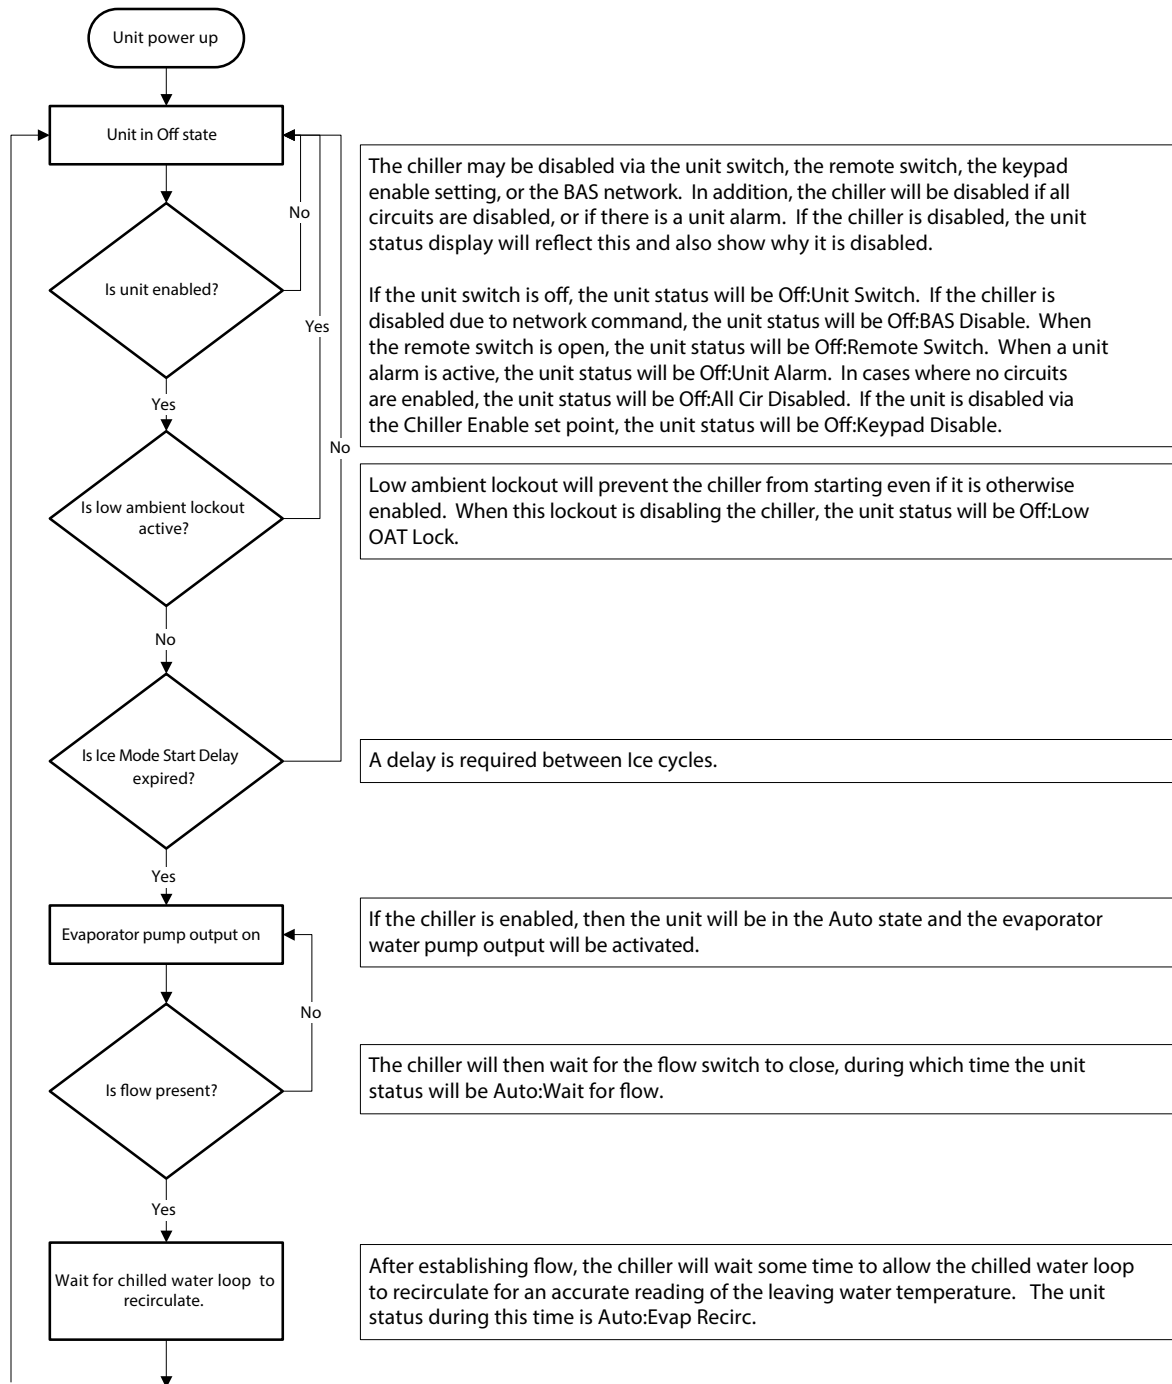 Unit power up
Unit in Off state
The chiller may be disabled via the unit switch, the remote switch, the keypad
enable setting, or the BAS network. In addition, the chiller will be disabled if all
circuits are disabled, or if there is a unit alarm. If the chiller is disabled, the unit
status display will reflect this and also show why it is disabled.
If the unit switch is off, the unit status will be Off:Unit Switch. If the chiller is
disabled due to network command, the unit status will be Off:BAS Disable. When
the remote switch is open, the unit status will be Off:Remote Switch. When a unit
alarm is active, the unit status will be Off:Unit Alarm. In cases where no circuits
are enabled, the unit status will be Off:All Cir Disabled. If the unit is disabled via
the Chiller Enable set point, the unit status will be Off:Keypad Disable.
No
Is unit enabled?
Yes
Yes
No
Is low ambient lockout
active?
Low ambient lockout will prevent the chiller from starting even if it is otherwise
enabled. When this lockout is disabling the chiller, the unit status will be Off:Low
OAT Lock.
No
Is Ice Mode Start Delay
expired?
A delay is required between Ice cycles.
Yes
Evaporator pump output on
If the chiller is enabled, then the unit will be in the Auto state and the evaporator
water pump output will be activated.
No
Is flow present?
The chiller will then wait for the flow switch to close, during which time the unit
status will be Auto:Wait for flow.
Yes
Wait for chilled water loop to
recirculate.
After establishing flow, the chiller will wait some time to allow the chilled water loop
to recirculate for an accurate reading of the leaving water temperature. The unit
status during this time is Auto:Evap Recirc.